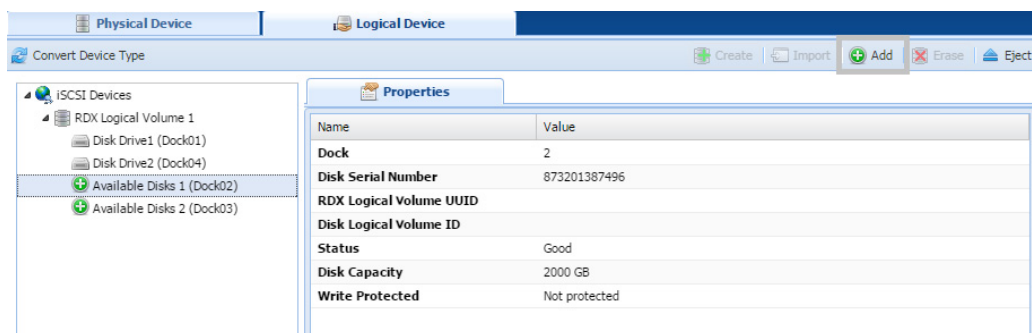 Physical Device
Logical Device
Convert Device Type
Create
Import
Add
Erase
Eject
iSCSI Devices
RDX Logical Volume 1
Disk Drive1 (Dock01)
Disk Drive2 (Dock04)
Available Disks 1 (Dock02)
Available Disks 2 (Dock03)
Properties
Name Value
Dock 2
Disk Serial Number 873201387496
RDX Logical Volume UUID
Disk Logical Volume ID
Status Good
Disk Capacity 2000 GB
Write Protected Not protected